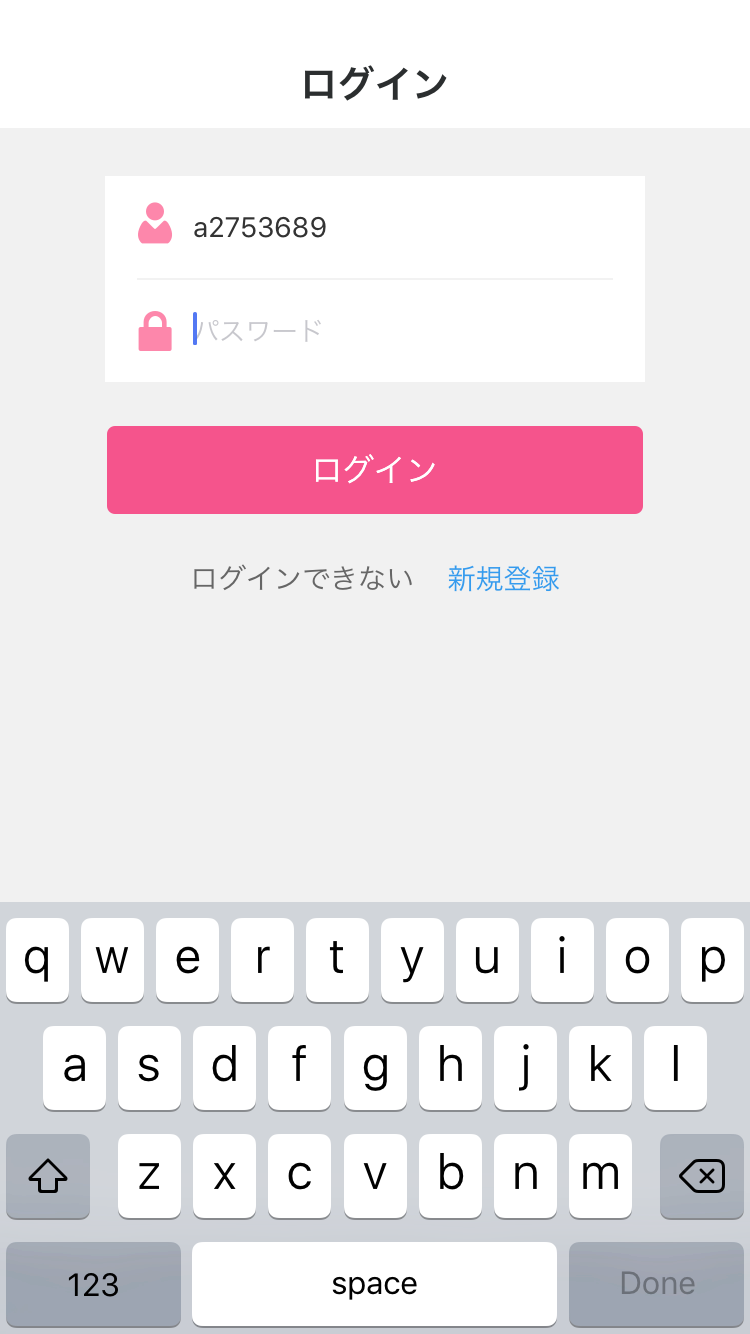 ログイン
a2753689
パスワード
ログイン
ログインできない 新規登録
q w e r t y u i o p
a s d f g h j k l
z x c v b n m
123 space Done